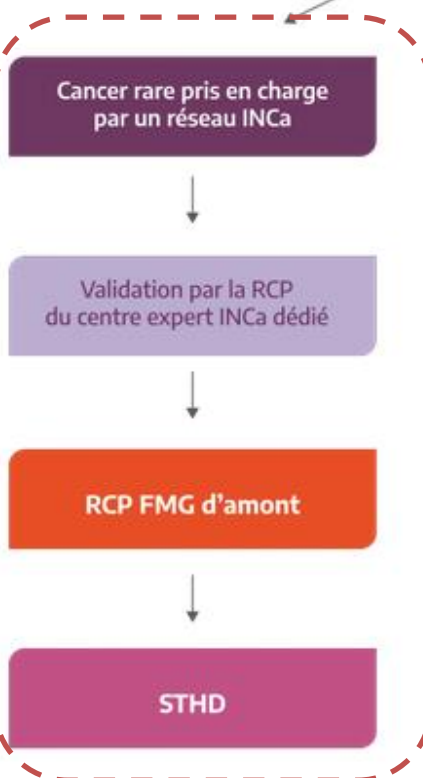 Cancer rare pris en charge
par un réseau INCa
Validation par la RCP
du centre expert INCa dédié
RCP FMG d’amont
STHD